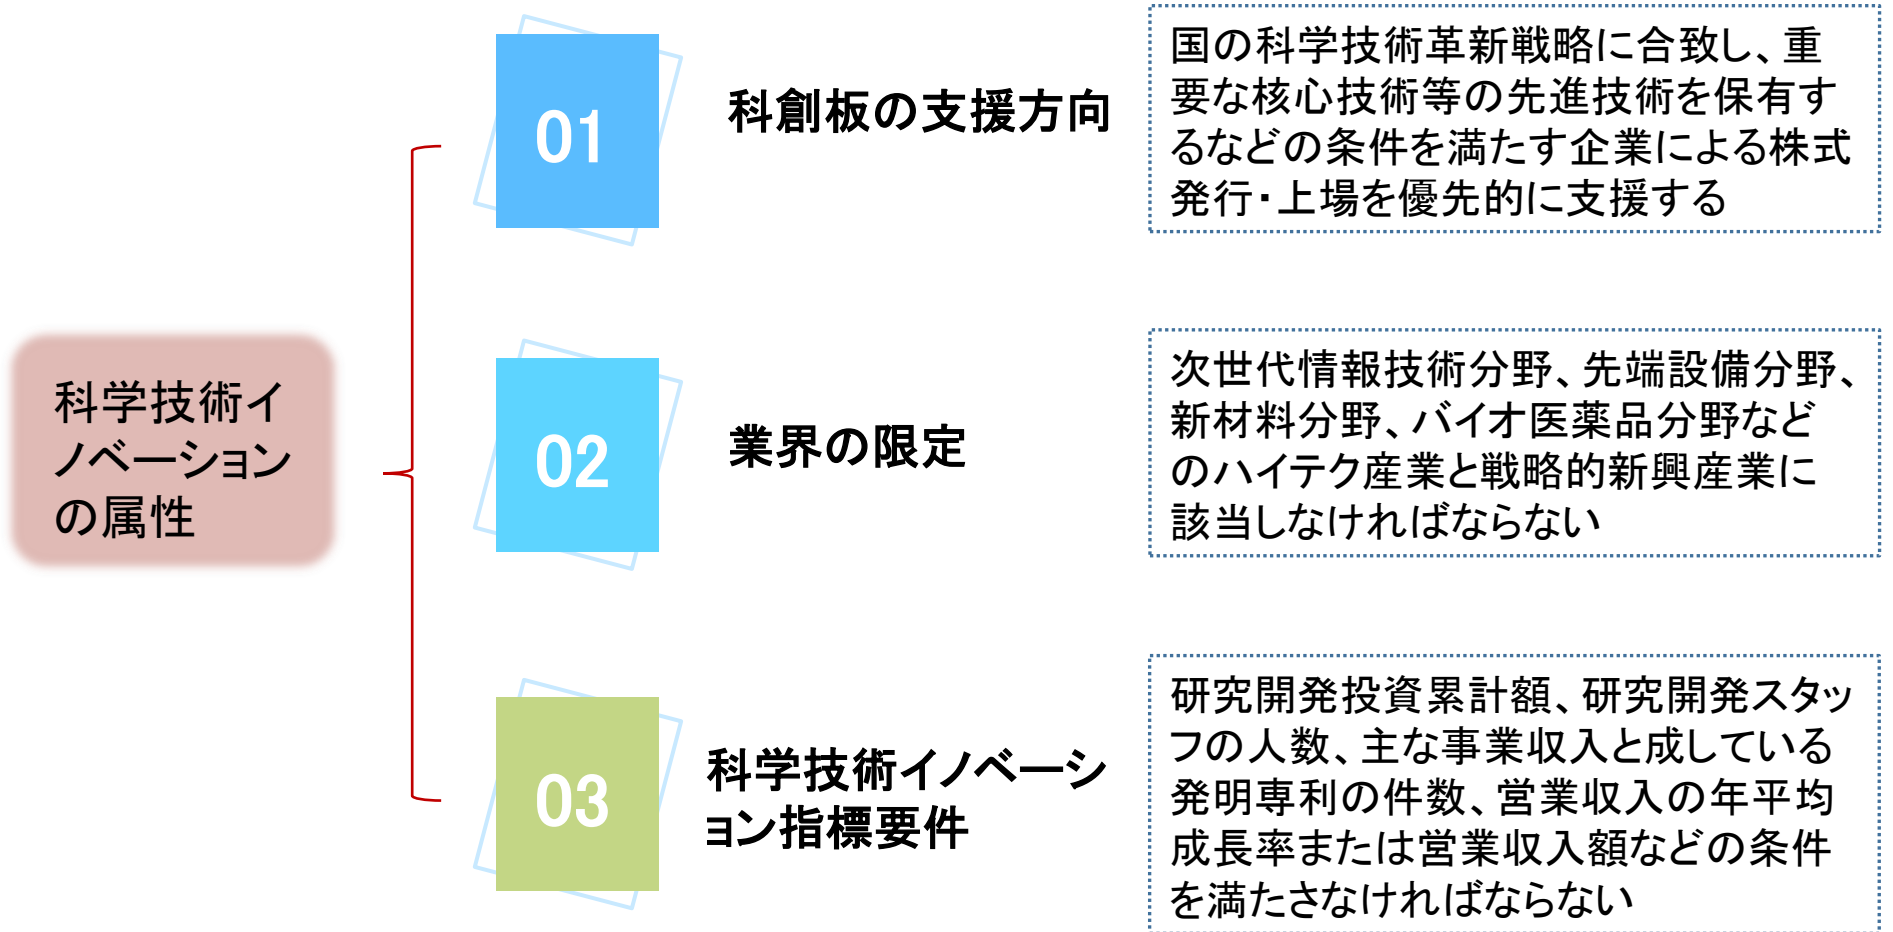 科学技術イ
ノベーション
の属性
01
科創板の支援方向
国の科学技術革新戦略に合致し、重
要な核心技術等の先進技術を保有す
るなどの条件を満たす企業による株式
発行・上場を優先的に支援する
02
業界の限定
次世代情報技術分野、先端設備分野、
新材料分野、バイオ医薬品分野など
のハイテク産業と戦略的新興産業に
該当しなければならない
03
科学技術イノベーシ
ョン指標要件
研究開発投資累計額、研究開発スタッ
フの人数、主な事業収入と成している
発明専利の件数、営業収入の年平均
成長率または営業収入額などの条件
を満たさなければならない